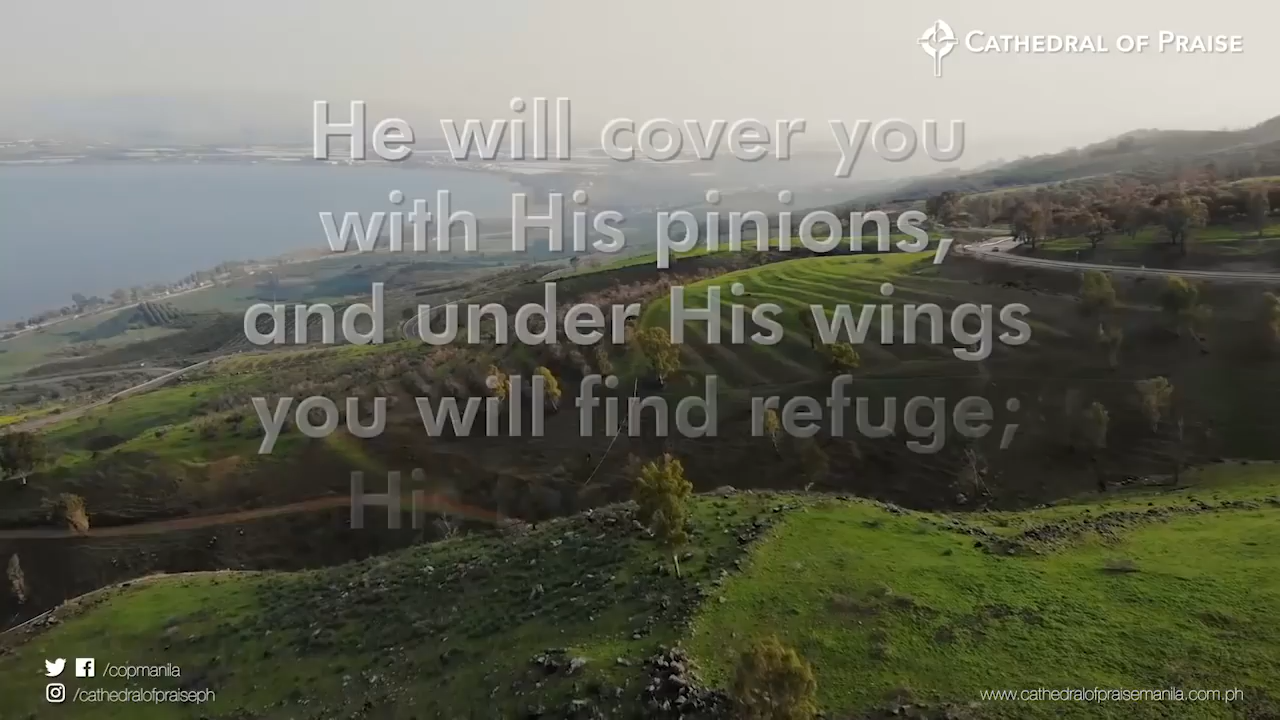 CATHEDRAL OF PRAISE
He will cover you
with His pinions,
and under His wings
you will find refuge;
Hi
/copmanila
/cathedralofpraiseph
www.cathedralofpraisemanila.com.ph